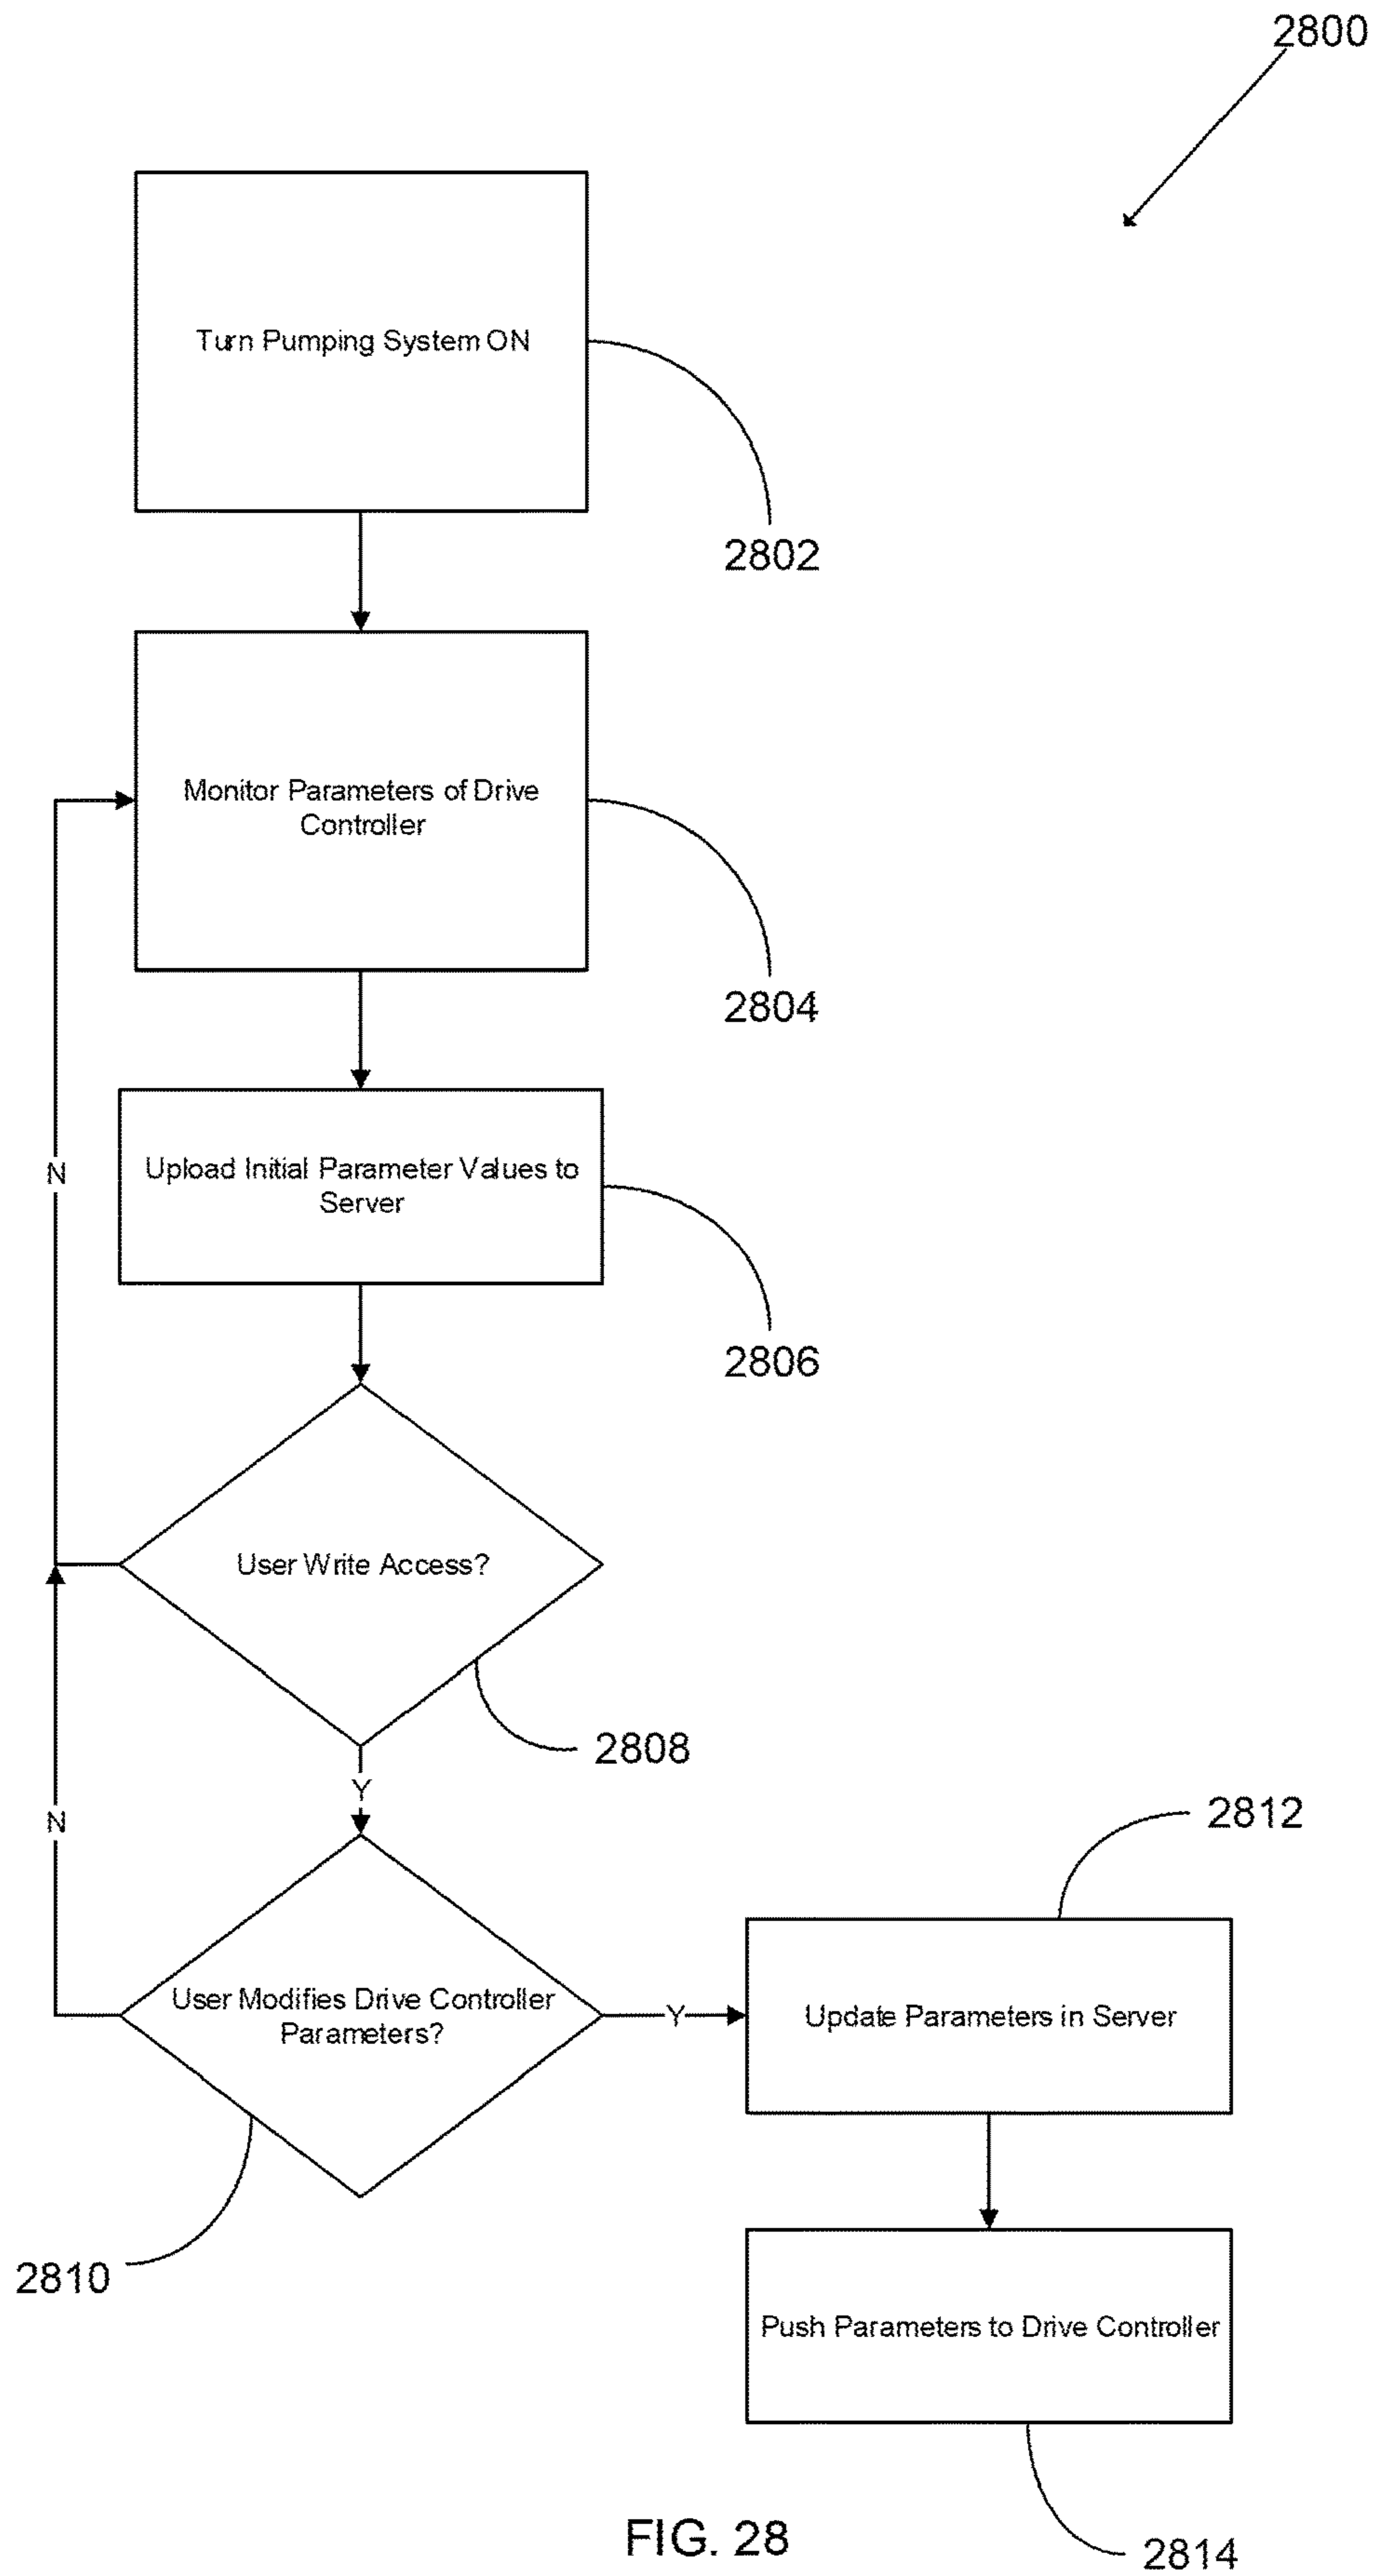 2800
Turn Pumping System ON
2802
Monitor Parameters of Drive
Controller
2804
N
Upload Initial Parameter Values to
Server
2806
User Write Access?
2808
Y
N
2812
User Modifies Drive Controller
Parameters?
Y
Update Parameters in Server
2810
Push Parameters to Drive Controller
FIG. 28
2814